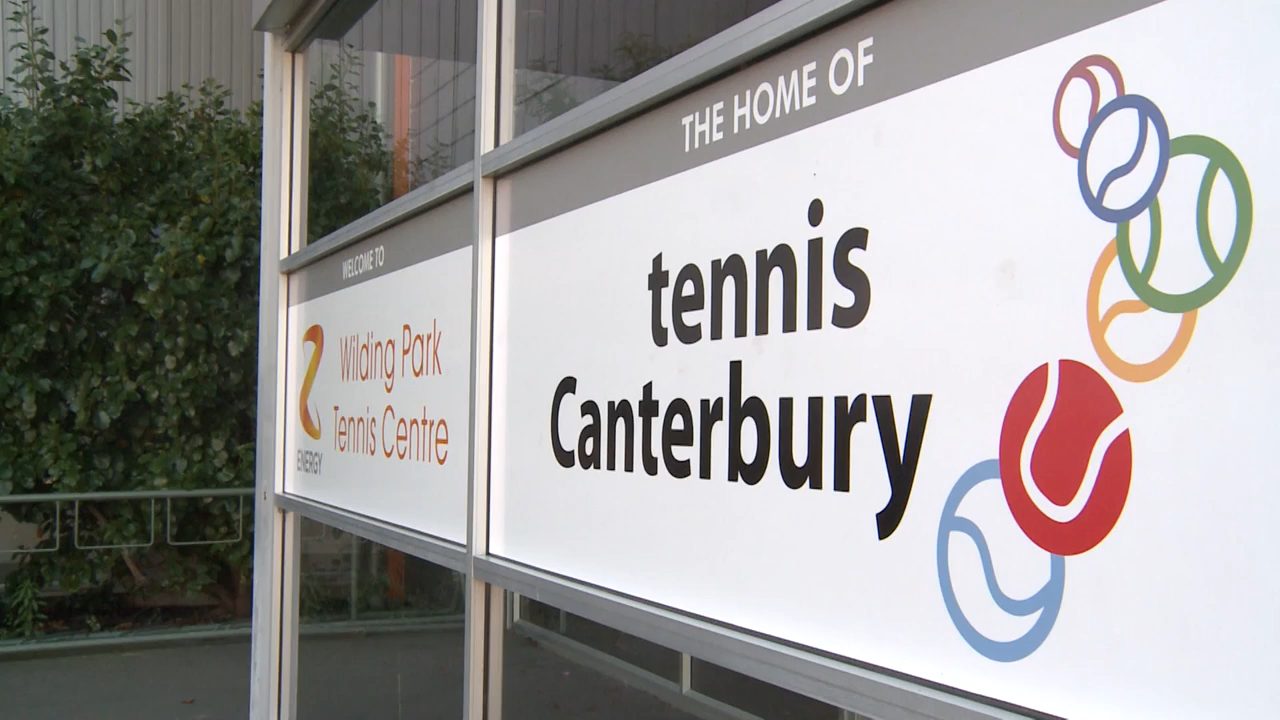 WELCOME TO
Wilding Park
Tennis Centre
ENERGY
THE HOME OF
tennis
Canterbury